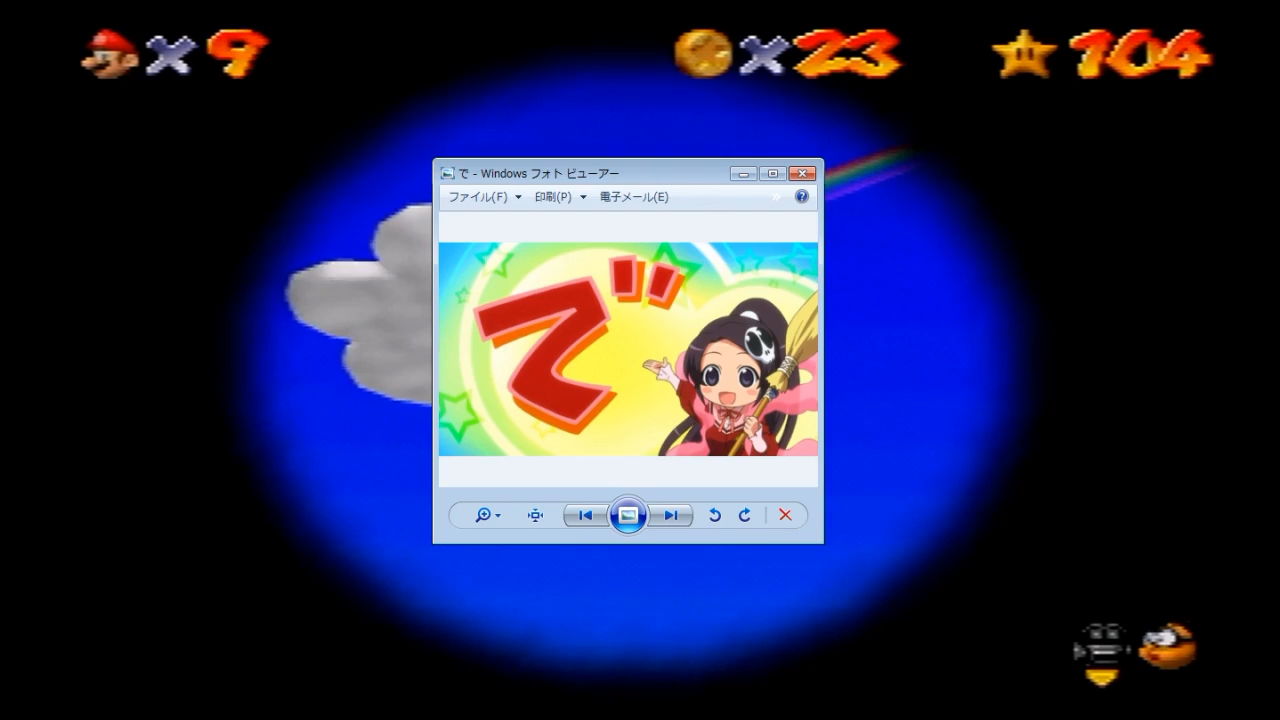 ×9
×23
104
で - Windows フォト ビューアー
ファイル(F) 印刷(P) 電子メール(E) »
で